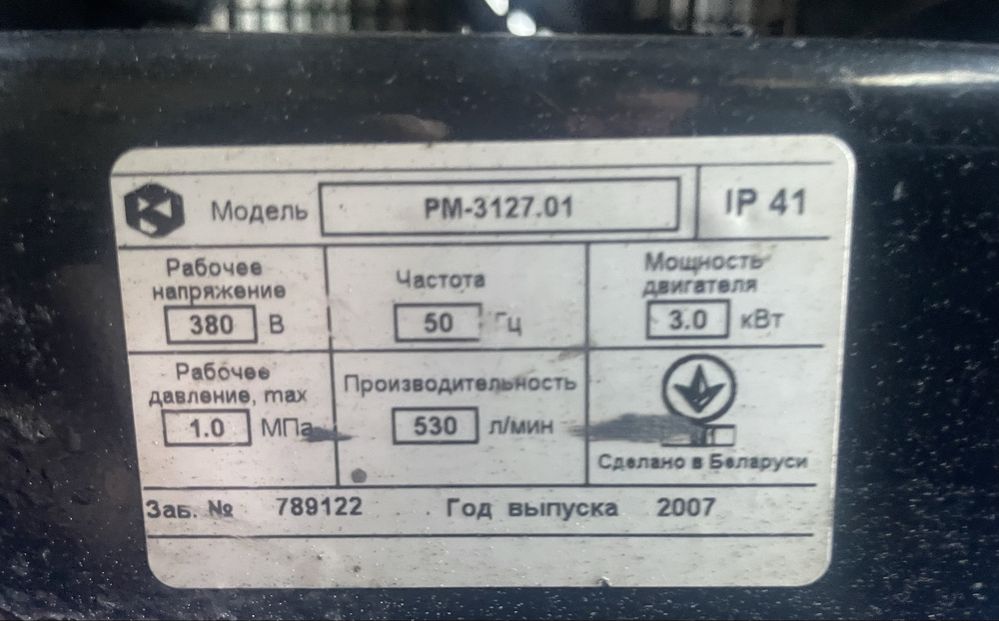 Модель PM-3127.01 IP 41
Рабочее напряжение 380 В
Частота 50 Гц
Мощность двигателя 3.0 кВт
Рабочее давление, max 1.0 МПа
Производительность 530 л/мин
Сделано в Беларуси
Заб. № 789122 Год выпуска 2007